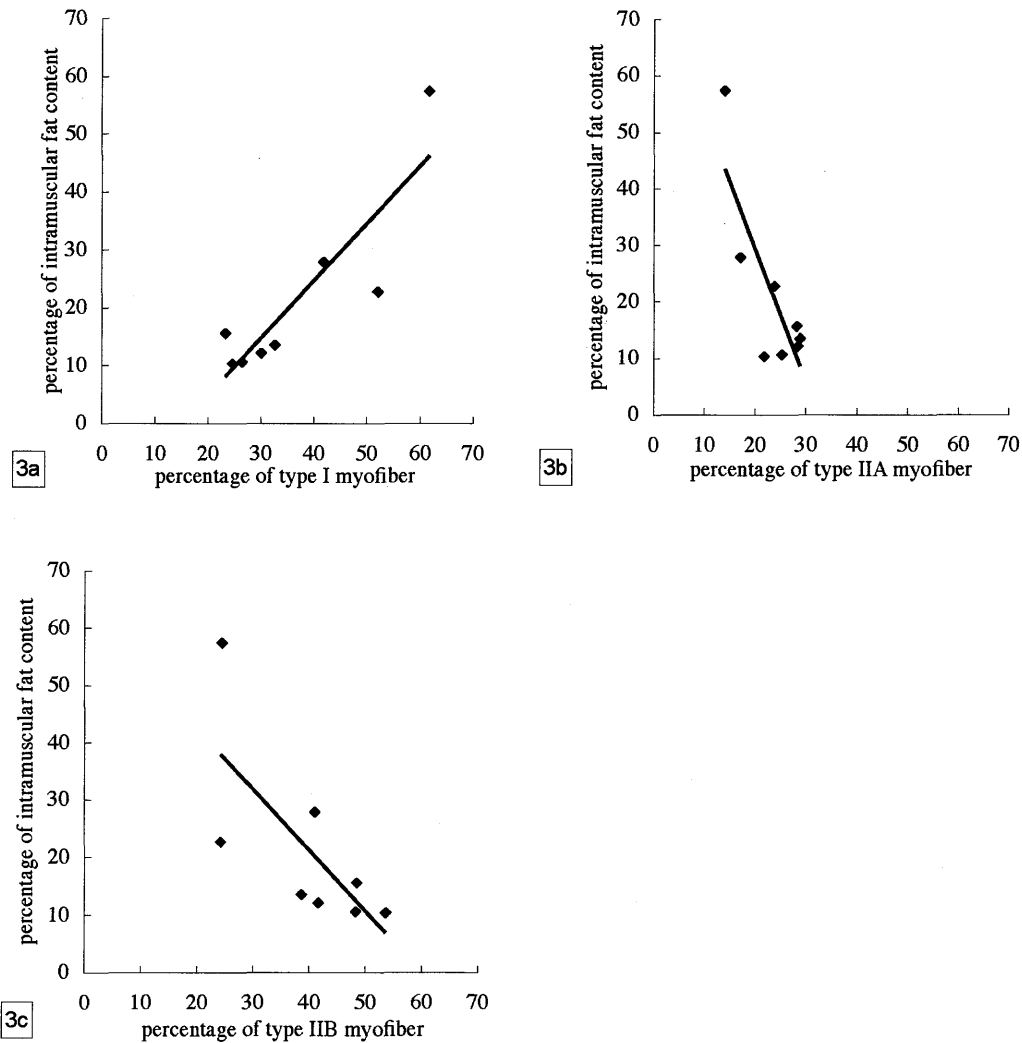 70
60
50
40
30
20
10
0
percentage of intramuscular fat content
0 10 20 30 40 50 60 70
percentage of type I myofiber
3a
70
60
50
40
30
20
10
0
percentage of intramuscular fat content
0 10 20 30 40 50 60 70
percentage of type IIA myofiber
3b
70
60
50
40
30
20
10
0
percentage of intramuscular fat content
0 10 20 30 40 50 60 70
percentage of type IIB myofiber
3c